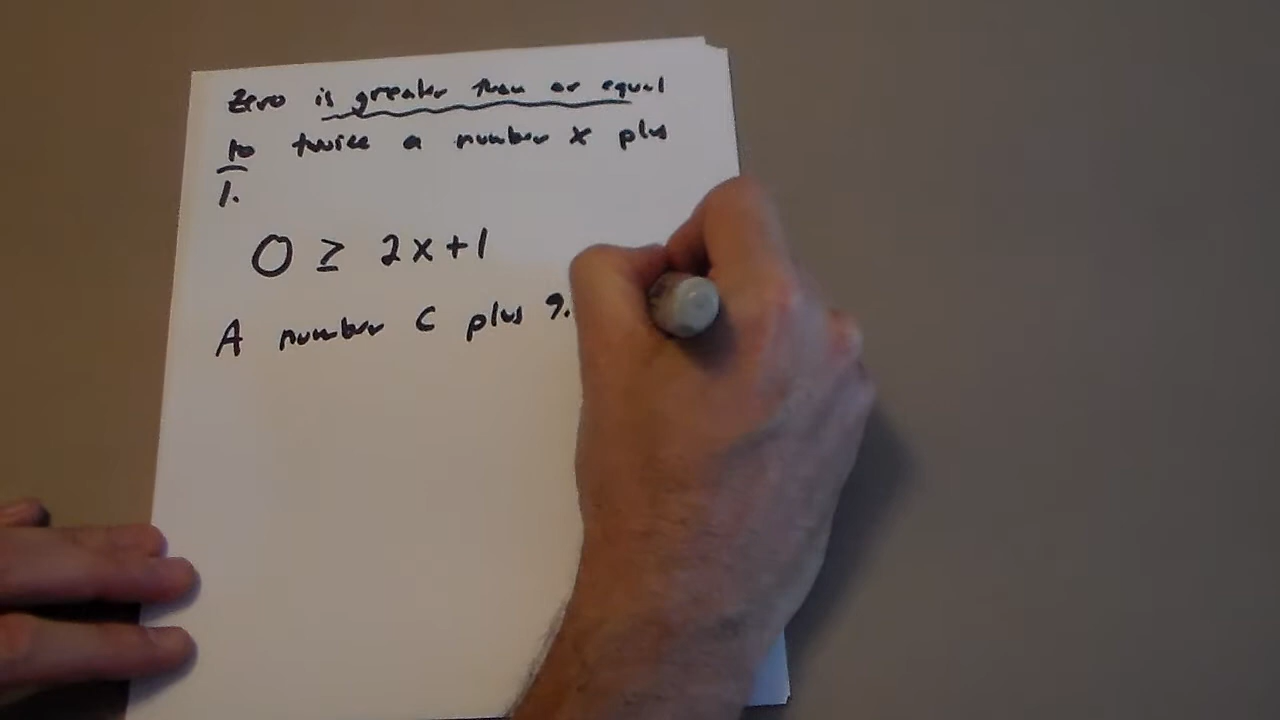 Zero is greater than or equal
to twice a number x plus
1.
0 ≥ 2x+1
A number C plus 9.